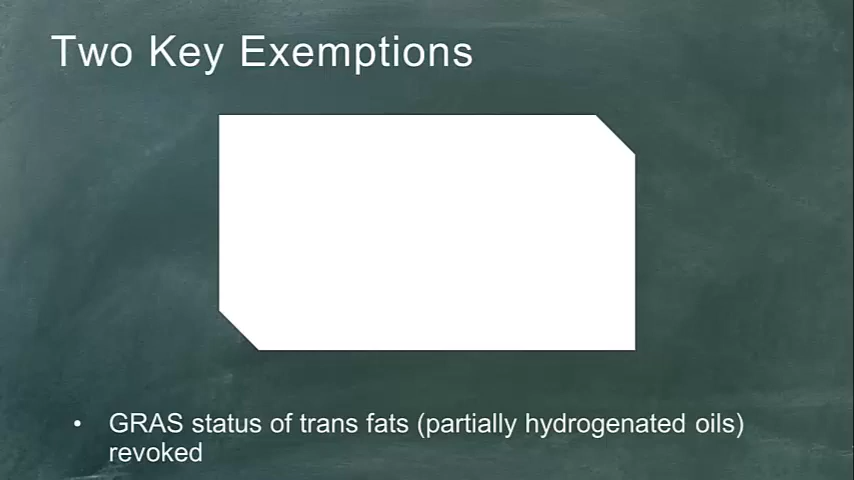 Two Key Exemptions
• GRAS status of trans fats (partially hydrogenated oils)
revoked